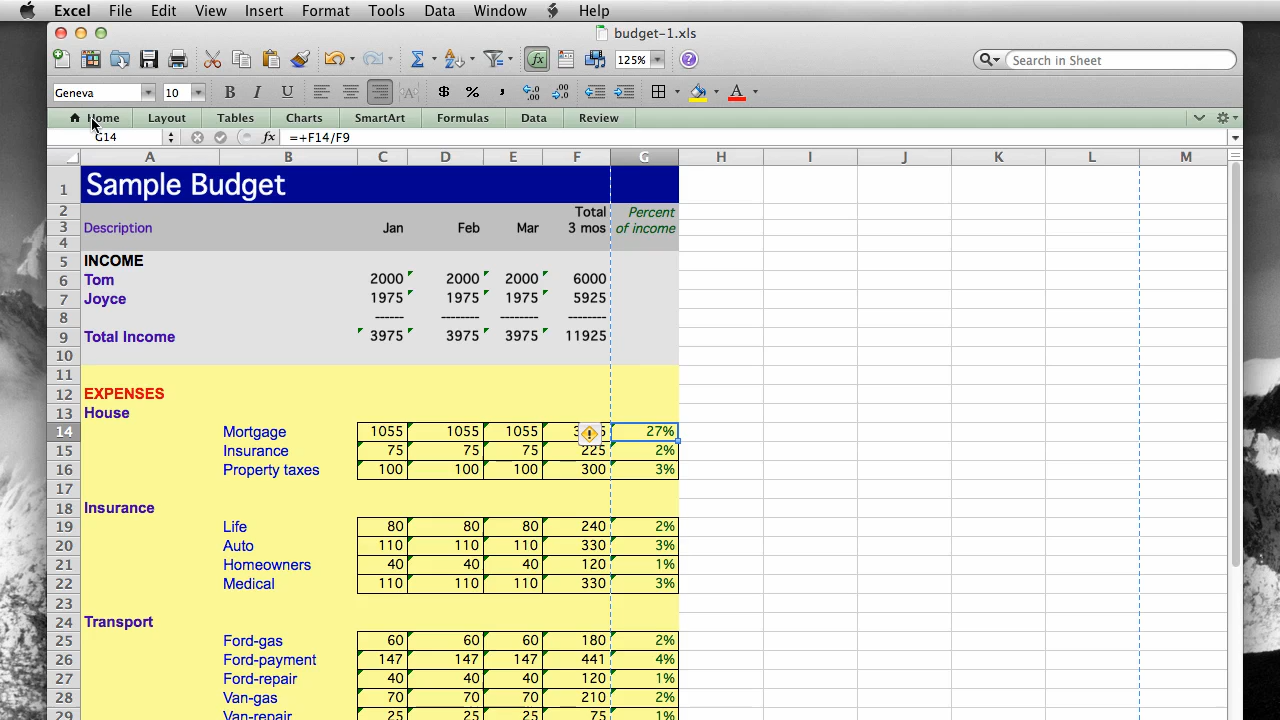 Excel File Edit View Insert Format Tools Data Window Help
budget-1.xls
125% Search in Sheet
Geneva 10 B I U A $ % A
Home Layout Tables Charts SmartArt Formulas Data Review
G14 fx =+F14/F9
A B C D E F G H I J K L M
1 Sample Budget
2 Total Percent
3 Description Jan Feb Mar 3 mos of income
4
5 INCOME
6 Tom 2000 2000 2000 6000
7 Joyce 1975 1975 1975 5925
8 ------ -------- -------- --------
9 Total Income 3975 3975 3975 11925
10
11
12 EXPENSES
13 House
14 Mortgage 1055 1055 1055 27%
15 Insurance 75 75 75 225 2%
16 Property taxes 100 100 100 300 3%
17
18 Insurance
19 Life 80 80 80 240 2%
20 Auto 110 110 110 330 3%
21 Homeowners 40 40 40 120 1%
22 Medical 110 110 110 330 3%
23
24 Transport
25 Ford-gas 60 60 60 180 2%
26 Ford-payment 147 147 147 441 4%
27 Ford-repair 40 40 40 120 1%
28 Van-gas 70 70 70 210 2%
29 Van-repair 25 25 25 75 1%